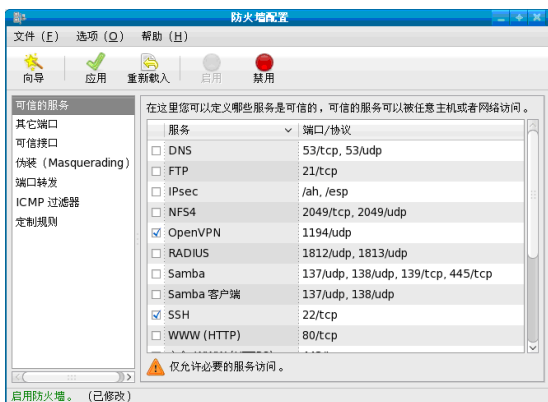 防火墙配置
文件 (F) 选项 (O) 帮助 (H)
向导 应用 重新载入 启用 禁用
可信的服务
其它端口
可信接口
伪装 (Masquerading)
端口转发
ICMP 过滤器
定制规则
在这里您可以定义哪些服务是可信的，可信的服务可以被任意主机或者网络访问。
服务 端口/协议
DNS 53/tcp, 53/udp
FTP 21/tcp
IPsec /ah, /esp
NFS4 2049/tcp, 2049/udp
OpenVPN 1194/udp
RADIUS 1812/udp, 1813/udp
Samba 137/udp, 138/udp, 139/tcp, 445/tcp
Samba 客户端 137/udp, 138/udp
SSH 22/tcp
WWW (HTTP) 80/tcp
仅允许必要的服务访问。
启用防火墙。 (已修改)